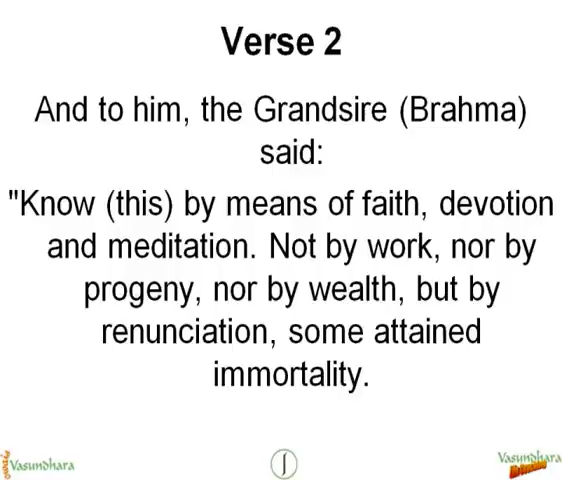 Verse 2
And to him, the Grandsire (Brahma)
said:
"Know (this) by means of faith, devotion
and meditation. Not by work, nor by
progeny, nor by wealth, but by
renunciation, some attained
immortality.
Vasundhara
Vasundhara